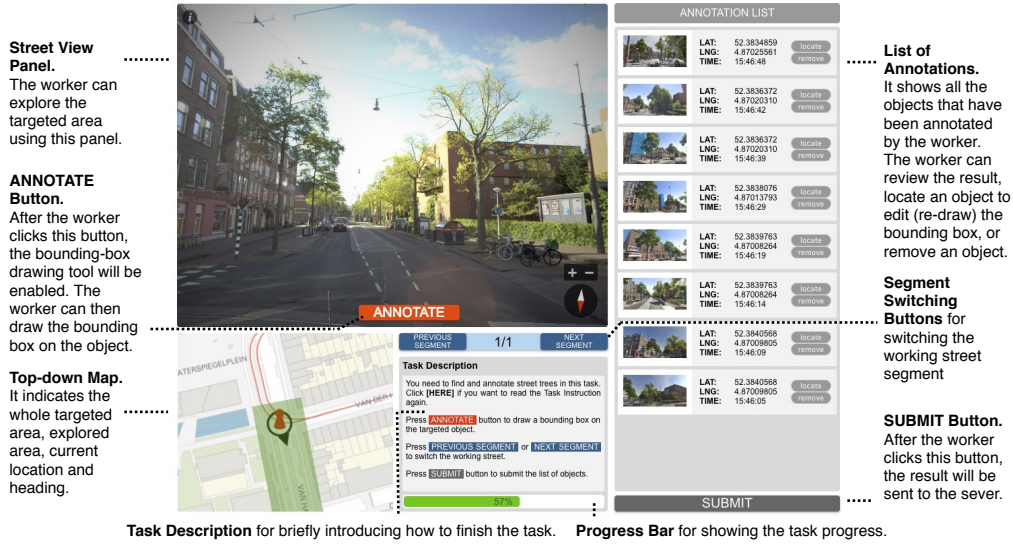 Street View
Panel.
The worker can
explore the
targeted area
using this panel.
ANNOTATE
Button.
After the worker
clicks this button,
the bounding-box
drawing tool will be
enabled. The
worker can then
draw the bounding
box on the object.
Top-down Map.
It indicates the
whole targeted
area, explored
area, current
location and
heading.
i
+ −
ANNOTATE
ATERSPIEGELPLEIN
VAN DER H
VAN HA
PREVIOUS SEGMENT
1/1
NEXT SEGMENT
Task Description
You need to find and annotate street trees in this task.
Click [HERE] if you want to read the Task Instruction
again.
Press ANNOTATE button to draw a bounding box on
the targeted object.
Press PREVIOUS SEGMENT or NEXT SEGMENT
to switch the working street.
Press SUBMIT button to submit the list of objects.
57%
ANNOTATION LIST
LAT: 52.3834859 locate
LNG: 4.87025561 remove
TIME: 15:46:48
LAT: 52.3836372 locate
LNG: 4.87020310 remove
TIME: 15:46:42
LAT: 52.3836372 locate
LNG: 4.87020310 remove
TIME: 15:46:39
LAT: 52.3838076 locate
LNG: 4.87013793 remove
TIME: 15:46:29
LAT: 52.3839763 locate
LNG: 4.87008264 remove
TIME: 15:46:19
LAT: 52.3839763 locate
LNG: 4.87008264 remove
TIME: 15:46:14
LAT: 52.3840568 locate
LNG: 4.87009805 remove
TIME: 15:46:09
LAT: 52.3840568 locate
LNG: 4.87009805 remove
TIME: 15:46:05
SUBMIT
List of
Annotations.
It shows all the
objects that have
been annotated
by the worker.
The worker can
review the result,
locate an object to
edit (re-draw) the
bounding box, or
remove an object.
Segment
Switching
Buttons for
switching the
working street
segment
SUBMIT Button.
After the worker
clicks this button,
the result will be
sent to the sever.
Task Description for briefly introducing how to finish the task. Progress Bar for showing the task progress.